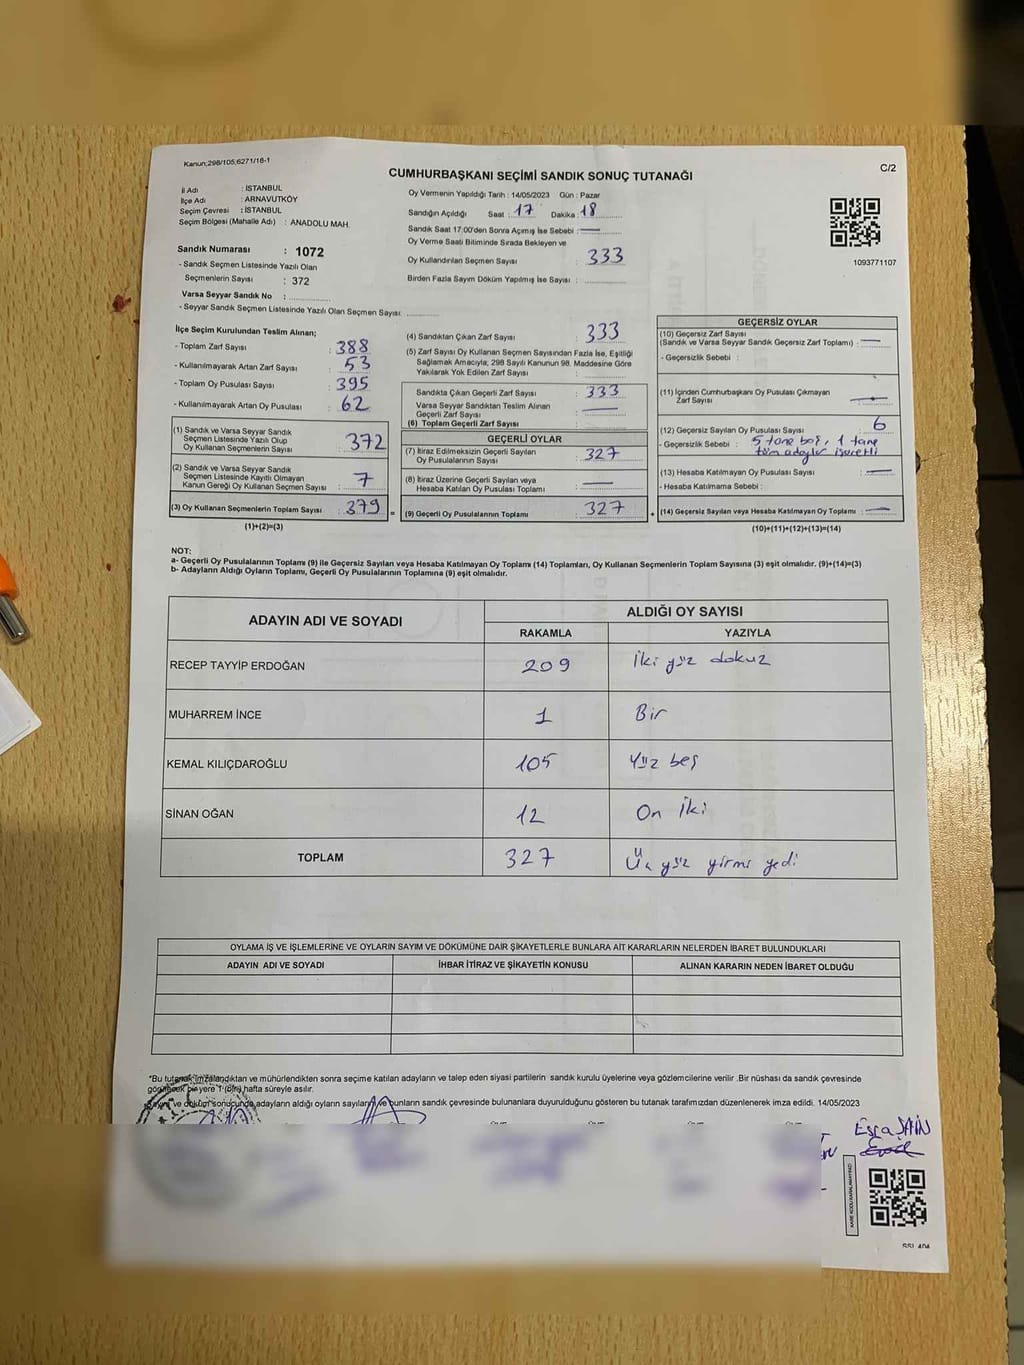 Kanun;298/105;6271/16-1
C/2
CUMHURBAŞKANI SEÇİMİ SANDIK SONUÇ TUTANAĞI
İl Adı : İSTANBUL
İlçe Adı : ARNAVUTKÖY
Seçim Çevresi : İSTANBUL
Seçim Bölgesi (Mahalle Adı) : ANADOLU MAH.
Sandık Numarası : 1072
- Sandık Seçmen Listesinde Yazılı Olan
Seçmenlerin Sayısı : 372
Varsa Seyyar Sandık No :
- Seyyar Sandık Seçmen Listesinde Yazılı Olan Seçmen Sayısı:
Oy Vermenin Yapıldığı Tarih : 14/05/2023 Gün : Pazar
Sandığın Açıldığı Saat : 17 Dakika : 18
Sandık Saat 17:00'den Sonra Açımış İse Sebebi : —
Oy Verme Saati Bitiminde Sırada Bekleyen ve
Oy Kullandırılan Seçmen Sayısı : 333
Birden Fazla Sayım Döküm Yapılmış İse Sayısı :
1093771107
İlçe Seçim Kurulundan Teslim Alınan;
- Toplam Zarf Sayısı : 388
- Kullanılmayarak Artan Zarf Sayısı : 53
- Toplam Oy Pusulası Sayısı : 395
- Kullanılmayarak Artan Oy Pusulası : 62
(1) Sandık ve Varsa Seyyar Sandık
Seçmen Listesinde Yazılı Olup
Oy Kullanan Seçmenlerin Sayısı : 372
(2) Sandık ve Varsa Seyyar Sandık
Seçmen Listesinde Kayıtlı Olmayan
Kanun Gereği Oy Kullanan Seçmen Sayısı : 7
(3) Oy Kullanan Seçmenlerin Toplam Sayısı : 379 =
(1)+(2)=(3)
(4) Sandıktan Çıkan Zarf Sayısı : 333
(5) Zarf Sayısı Oy Kullanan Seçmen Sayısından Fazla İse, Eşitliği
Sağlamak Amacıyla; 298 Sayılı Kanunun 98. Maddesine Göre
Yakılarak Yok Edilen Zarf Sayısı :
Sandıkta Çıkan Geçerli Zarf Sayısı : 333
Varsa Seyyar Sandıktan Teslim Alınan
Geçerli Zarf Sayısı : —
(6) Toplam Geçerli Zarf Sayısı :
GEÇERLİ OYLAR
(7) İtiraz Edilmeksizin Geçerli Sayılan
Oy Pusulalarının Sayısı : 327
(8) İtiraz Üzerine Geçerli Sayılan veya
Hesaba Katılan Oy Pusulası Toplamı : —
(9) Geçerli Oy Pusulalarının Toplamı : 327 +
GEÇERSİZ OYLAR
(10) Geçersiz Zarf Sayısı
(Sandık ve Varsa Seyyar Sandık Geçersiz Zarf Toplamı) : —
- Geçersizlik Sebebi :
(11) İçinden Cumhurbaşkanı Oy Pusulası Çıkmayan
Zarf Sayısı : —
(12) Geçersiz Sayılan Oy Pusulası Sayısı : 6
- Geçersizlik Sebebi : 5 tane boş, 1 tane
tüm adaylar işaretli
(13) Hesaba Katılmayan Oy Pusulası Sayısı : —
- Hesaba Katılmama Sebebi :
(14) Geçersiz Sayılan veya Hesaba Katılmayan Oy Toplamı : —
(10)+(11)+(12)+(13)=(14)
NOT:
a- Geçerli Oy Pusulalarının Toplamı (9) ile Geçersiz Sayılan veya Hesaba Katılmayan Oy Toplamı (14) Toplamları, Oy Kullanan Seçmenlerin Toplam Sayısına (3) eşit olmalıdır. (9)+(14)=(3)
b- Adayların Aldığı Oyların Toplamı, Geçerli Oy Pusulalarının Toplamına (9) eşit olmalıdır.
ADAYIN ADI VE SOYADI ALDIĞI OY SAYISI
RAKAMLA YAZIYLA
RECEP TAYYİP ERDOĞAN 209 İki yüz dokuz
MUHARREM İNCE 1 Bir
KEMAL KILIÇDAROĞLU 105 Yüz beş
SİNAN OĞAN 12 On İki
TOPLAM 327 Üç yüz yirmi yedi
OYLAMA İŞ VE İŞLEMLERİNE VE OYLARIN SAYIM VE DÖKÜMÜNE DAİR ŞİKAYETLERLE BUNLARA AİT KARARLARIN NELERDEN İBARET BULUNDUKLARI
ADAYIN ADI VE SOYADI İHBAR İTİRAZ VE ŞİKAYETİN KONUSU ALINAN KARARIN NEDEN İBARET OLDUĞU
*Bu tutanak imzalandıktan ve mühürlendikten sonra seçime katılan adayların ve talep eden siyasi partilerin sandık kurulu üyelerine veya gözlemcilerine verilir .Bir nüshası da sandık çevresinde
görülecek bir yere 1 (bir) hafta süreyle asılır.
ve döküm sonucunda adayların aldığı oyların sayıları ve bunların sandık çevresinde bulunanlara duyurulduğunu gösteren bu tutanak tarafımızdan düzenlenerek imza edildi. 14/05/2023
Esra